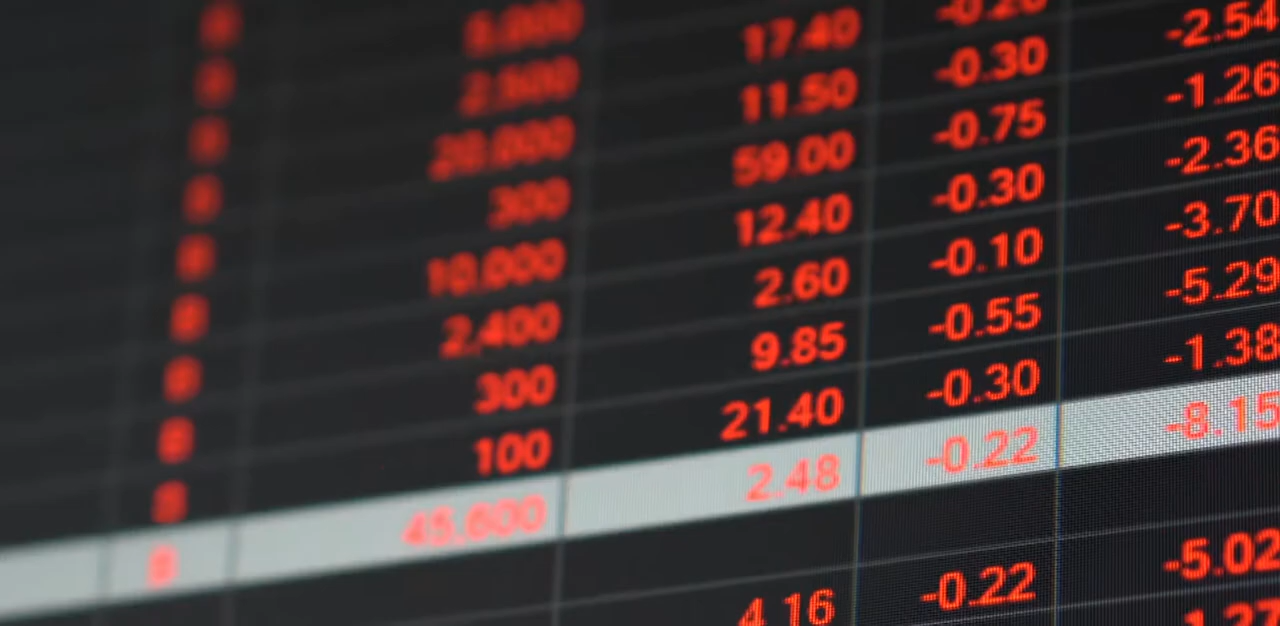 17.40
11.50 -0.30 -2.54
300 59.00 -0.75 -1.26
10,000 12.40 -0.30 -2.36
2,400 2.60 -0.10 -3.70
300 9.85 -0.55 -5.29
100 21.40 -0.30 -1.38
45,600 2.48 -0.22 -8.15
4.16 -0.22 -5.02